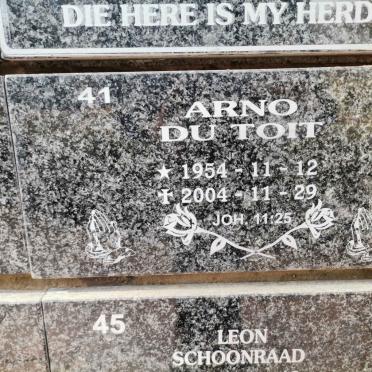 DIE HERE IS MY HERD
41
ARNO
DU TOIT
1954 - 11 - 12
2004 - 11 - 29
JOH. 11:25
45
LEON
SCHOONRAAD